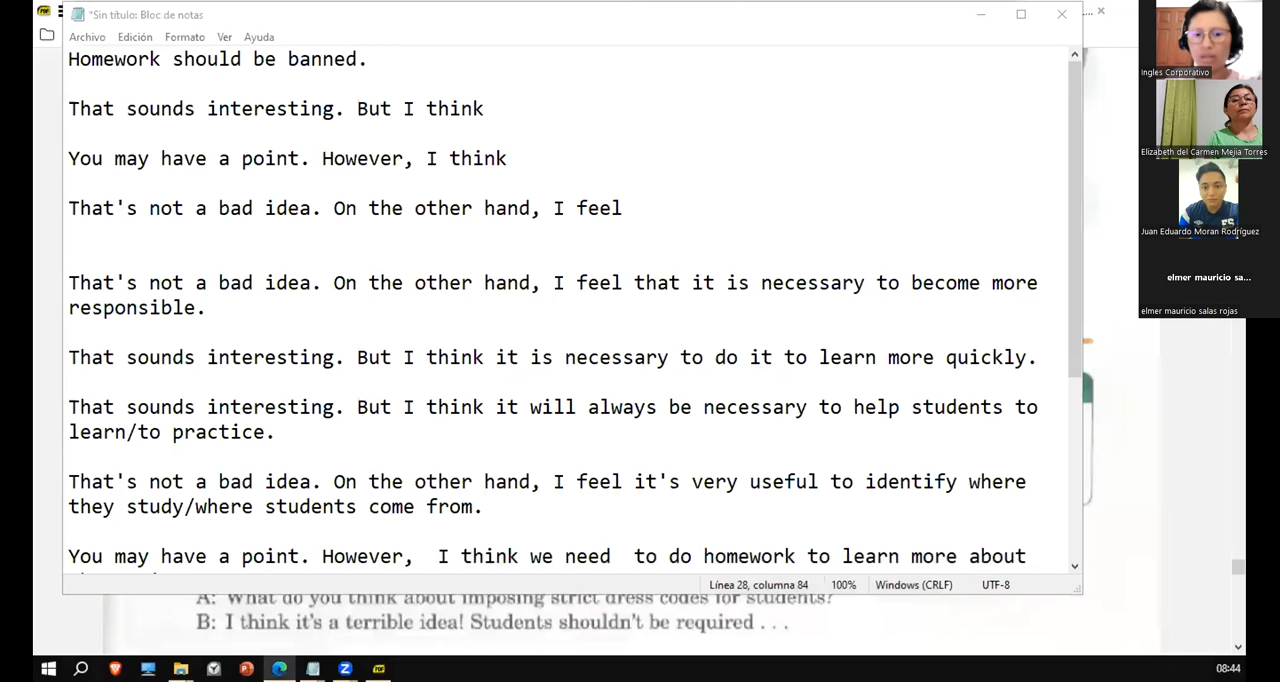 *Sin título: Bloc de notas
Archivo Edición Formato Ver Ayuda
Homework should be banned.
That sounds interesting. But I think
You may have a point. However, I think
That's not a bad idea. On the other hand, I feel
That's not a bad idea. On the other hand, I feel that it is necessary to become more
responsible.
That sounds interesting. But I think it is necessary to do it to learn more quickly.
That sounds interesting. But I think it will always be necessary to help students to
learn/to practice.
That's not a bad idea. On the other hand, I feel it's very useful to identify where
they study/where students come from.
You may have a point. However,  I think we need  to do homework to learn more about
Línea 28, columna 84 100% Windows (CRLF) UTF-8
A: What do you think about imposing strict dress codes for students?
B: I think it's a terrible idea! Students shouldn't be required . . .
Ingles Corporativo
Elizabeth del Carmen Mejia Torres
Juan Eduardo Moran Rodríguez
elmer mauricio sa...
elmer mauricio salas rojas
08:44